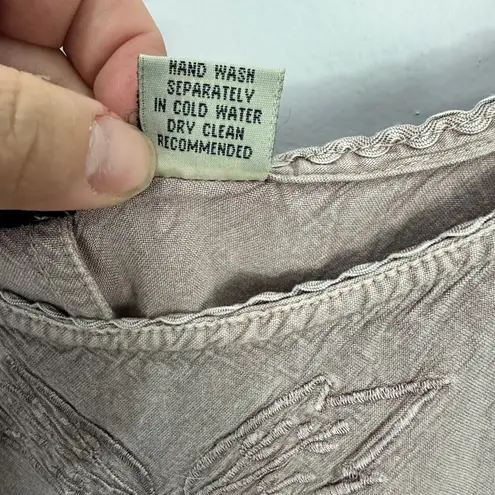 HAND WASH
SEPARATELY
IN COLD WATER
DRY CLEAN
RECOMMENDED